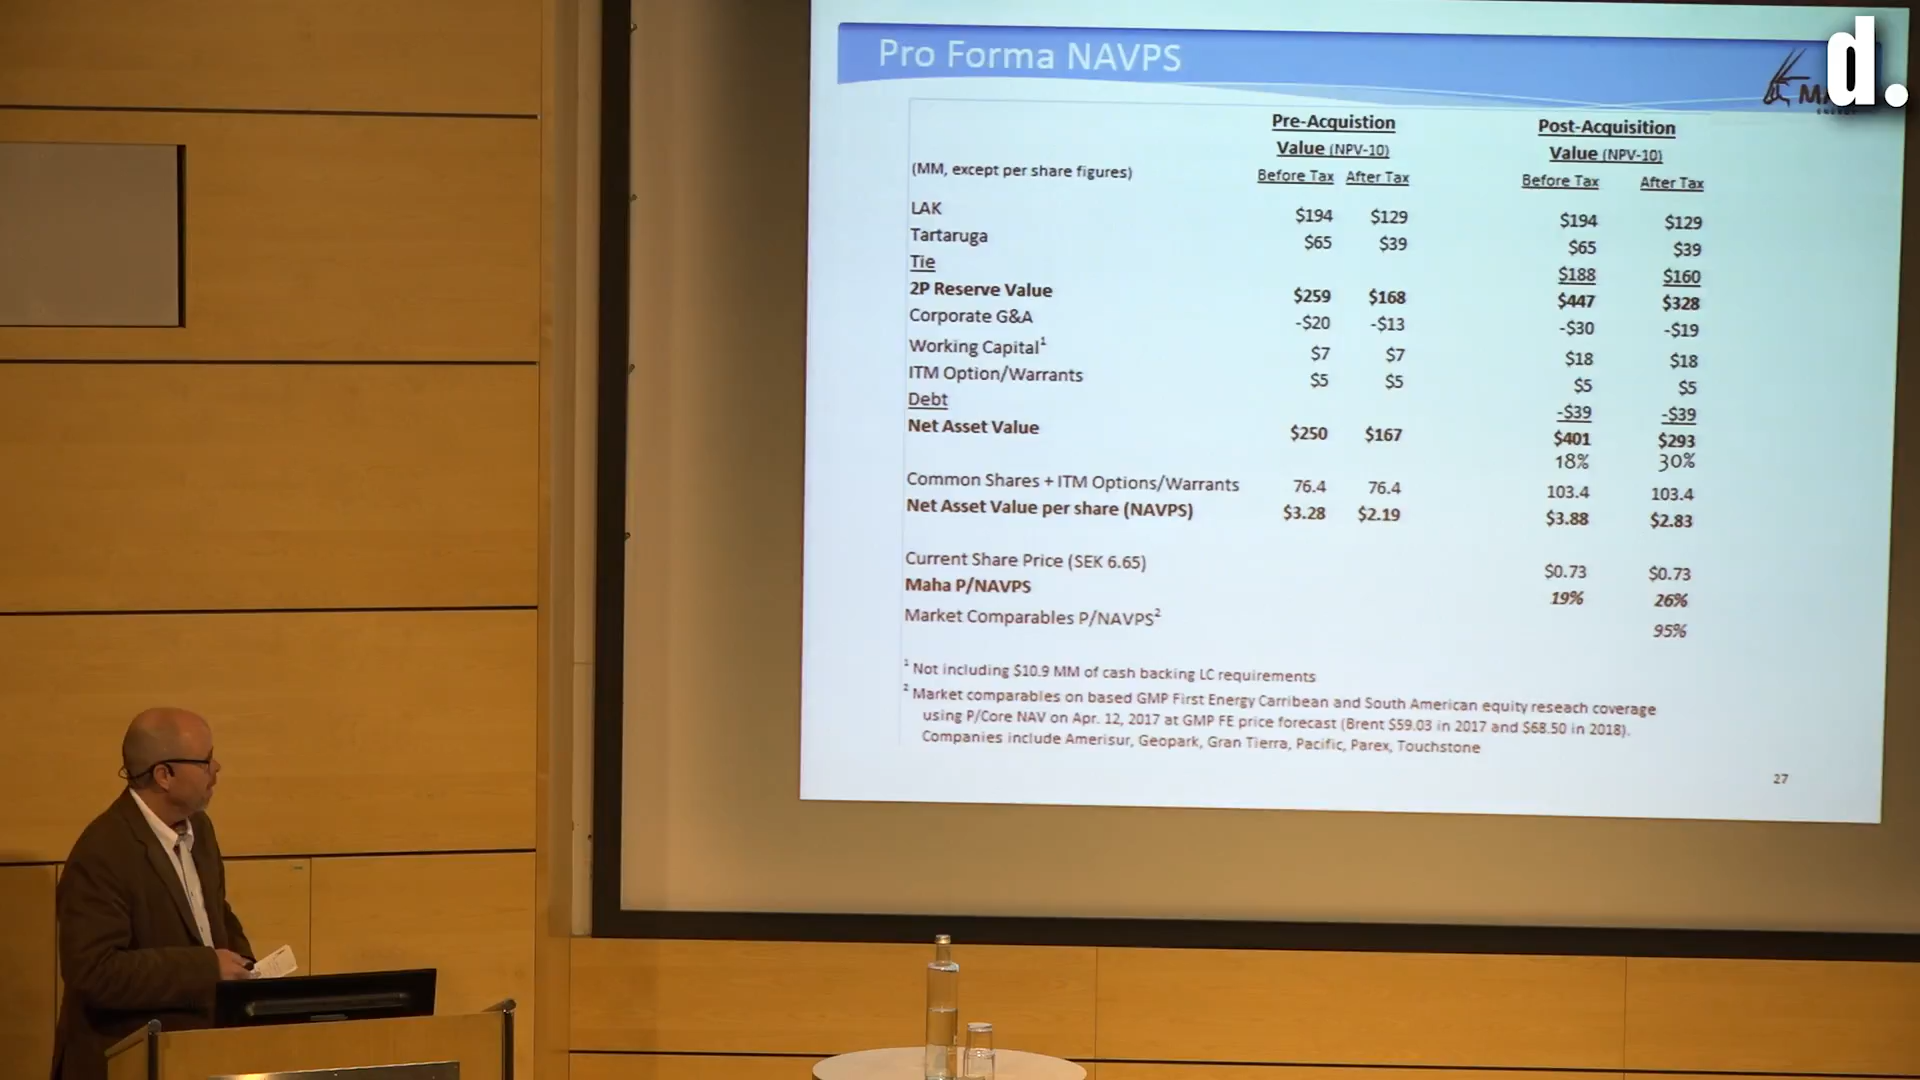 d.
Pro Forma NAVPS
Pre-Acquistion Post-Acquisition
Value (NPV-10) Value (NPV-10)
(MM, except per share figures) Before Tax After Tax Before Tax After Tax
LAK $194 $129 $194 $129
Tartaruga $65 $39 $65 $39
Tie $188 $160
2P Reserve Value $259 $168 $447 $328
Corporate G&A -$20 -$13 -$30 -$19
Working Capital1 $7 $7 $18 $18
ITM Option/Warrants $5 $5 $5 $5
Debt -$39 -$39
Net Asset Value $250 $167 $401 $293
18% 30%
Common Shares + ITM Options/Warrants 76.4 76.4 103.4 103.4
Net Asset Value per share (NAVPS) $3.28 $2.19 $3.88 $2.83
Current Share Price (SEK 6.65) $0.73 $0.73
Maha P/NAVPS 19% 26%
Market Comparables P/NAVPS2 95%
1 Not including $10.9 MM of cash backing LC requirements
2 Market comparables on based GMP First Energy Carribean and South American equity reseach coverage
using P/Core NAV on Apr. 12, 2017 at GMP FE price forecast (Brent $59.03 in 2017 and $68.50 in 2018).
Companies include Amerisur, Geopark, Gran Tierra, Pacific, Parex, Touchstone
27